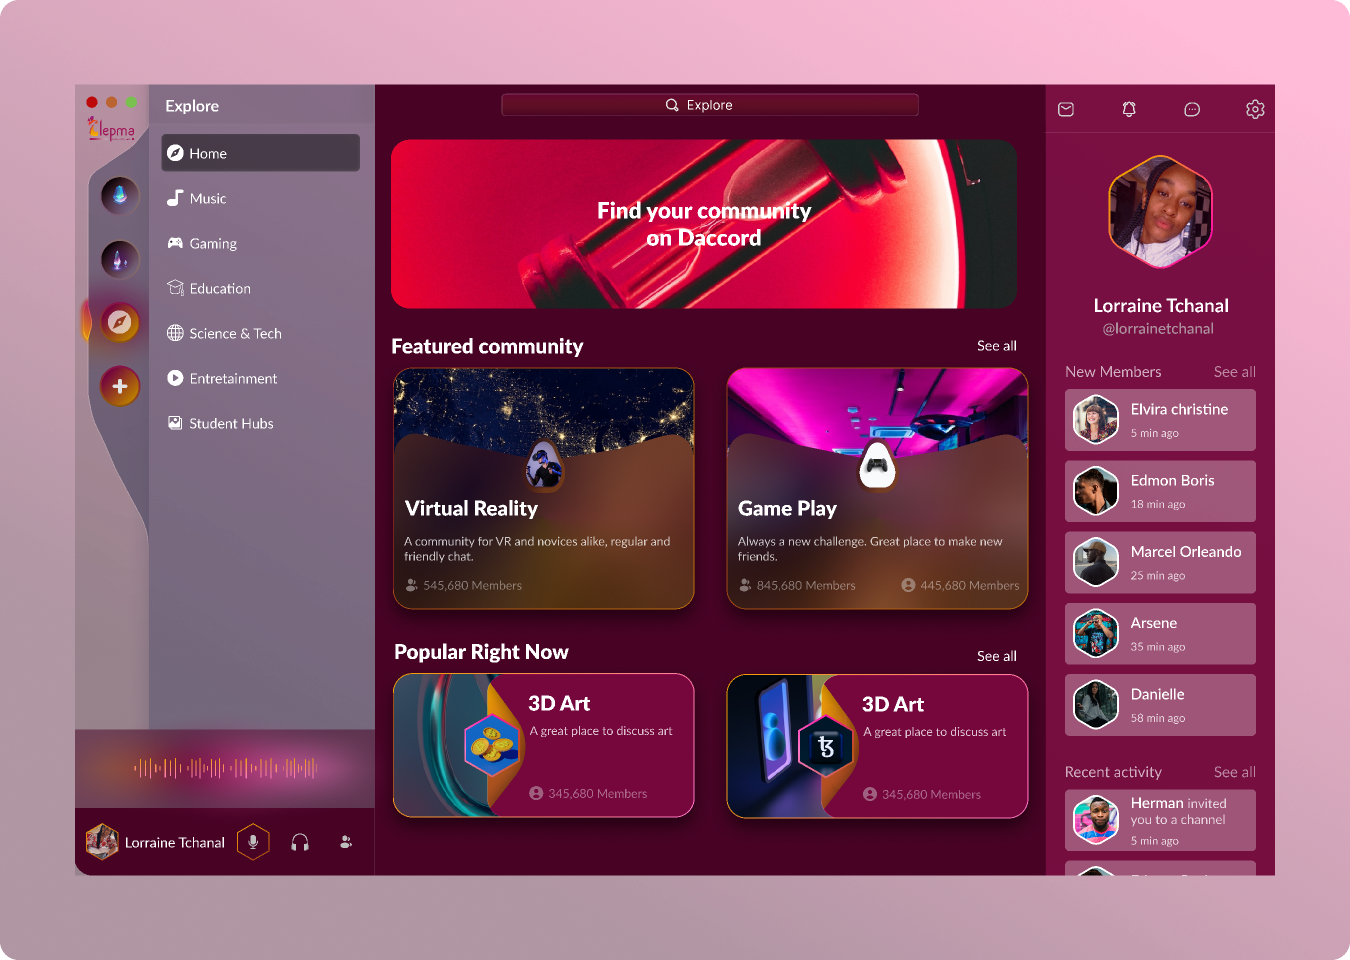 lepma
Explore
Home
Music
Gaming
Education
Science & Tech
Entretainment
Student Hubs
Lorraine Tchanal
Explore
Find your community
on Daccord
Featured community
See all
Virtual Reality
A community for VR and novices alike, regular and
friendly chat.
545,680 Members
Game Play
Always a new challenge. Great place to make new
friends.
845,680 Members
445,680 Members
Popular Right Now
See all
3D Art
A great place to discuss art
345,680 Members
3D Art
A great place to discuss art
345,680 Members
Lorraine Tchanal
@lorrainetchanal
New Members
See all
Elvira christine
5 min ago
Edmon Boris
18 min ago
Marcel Orleando
25 min ago
Arsene
35 min ago
Danielle
58 min ago
Recent activity
See all
Herman invited
you to a channel
5 min ago